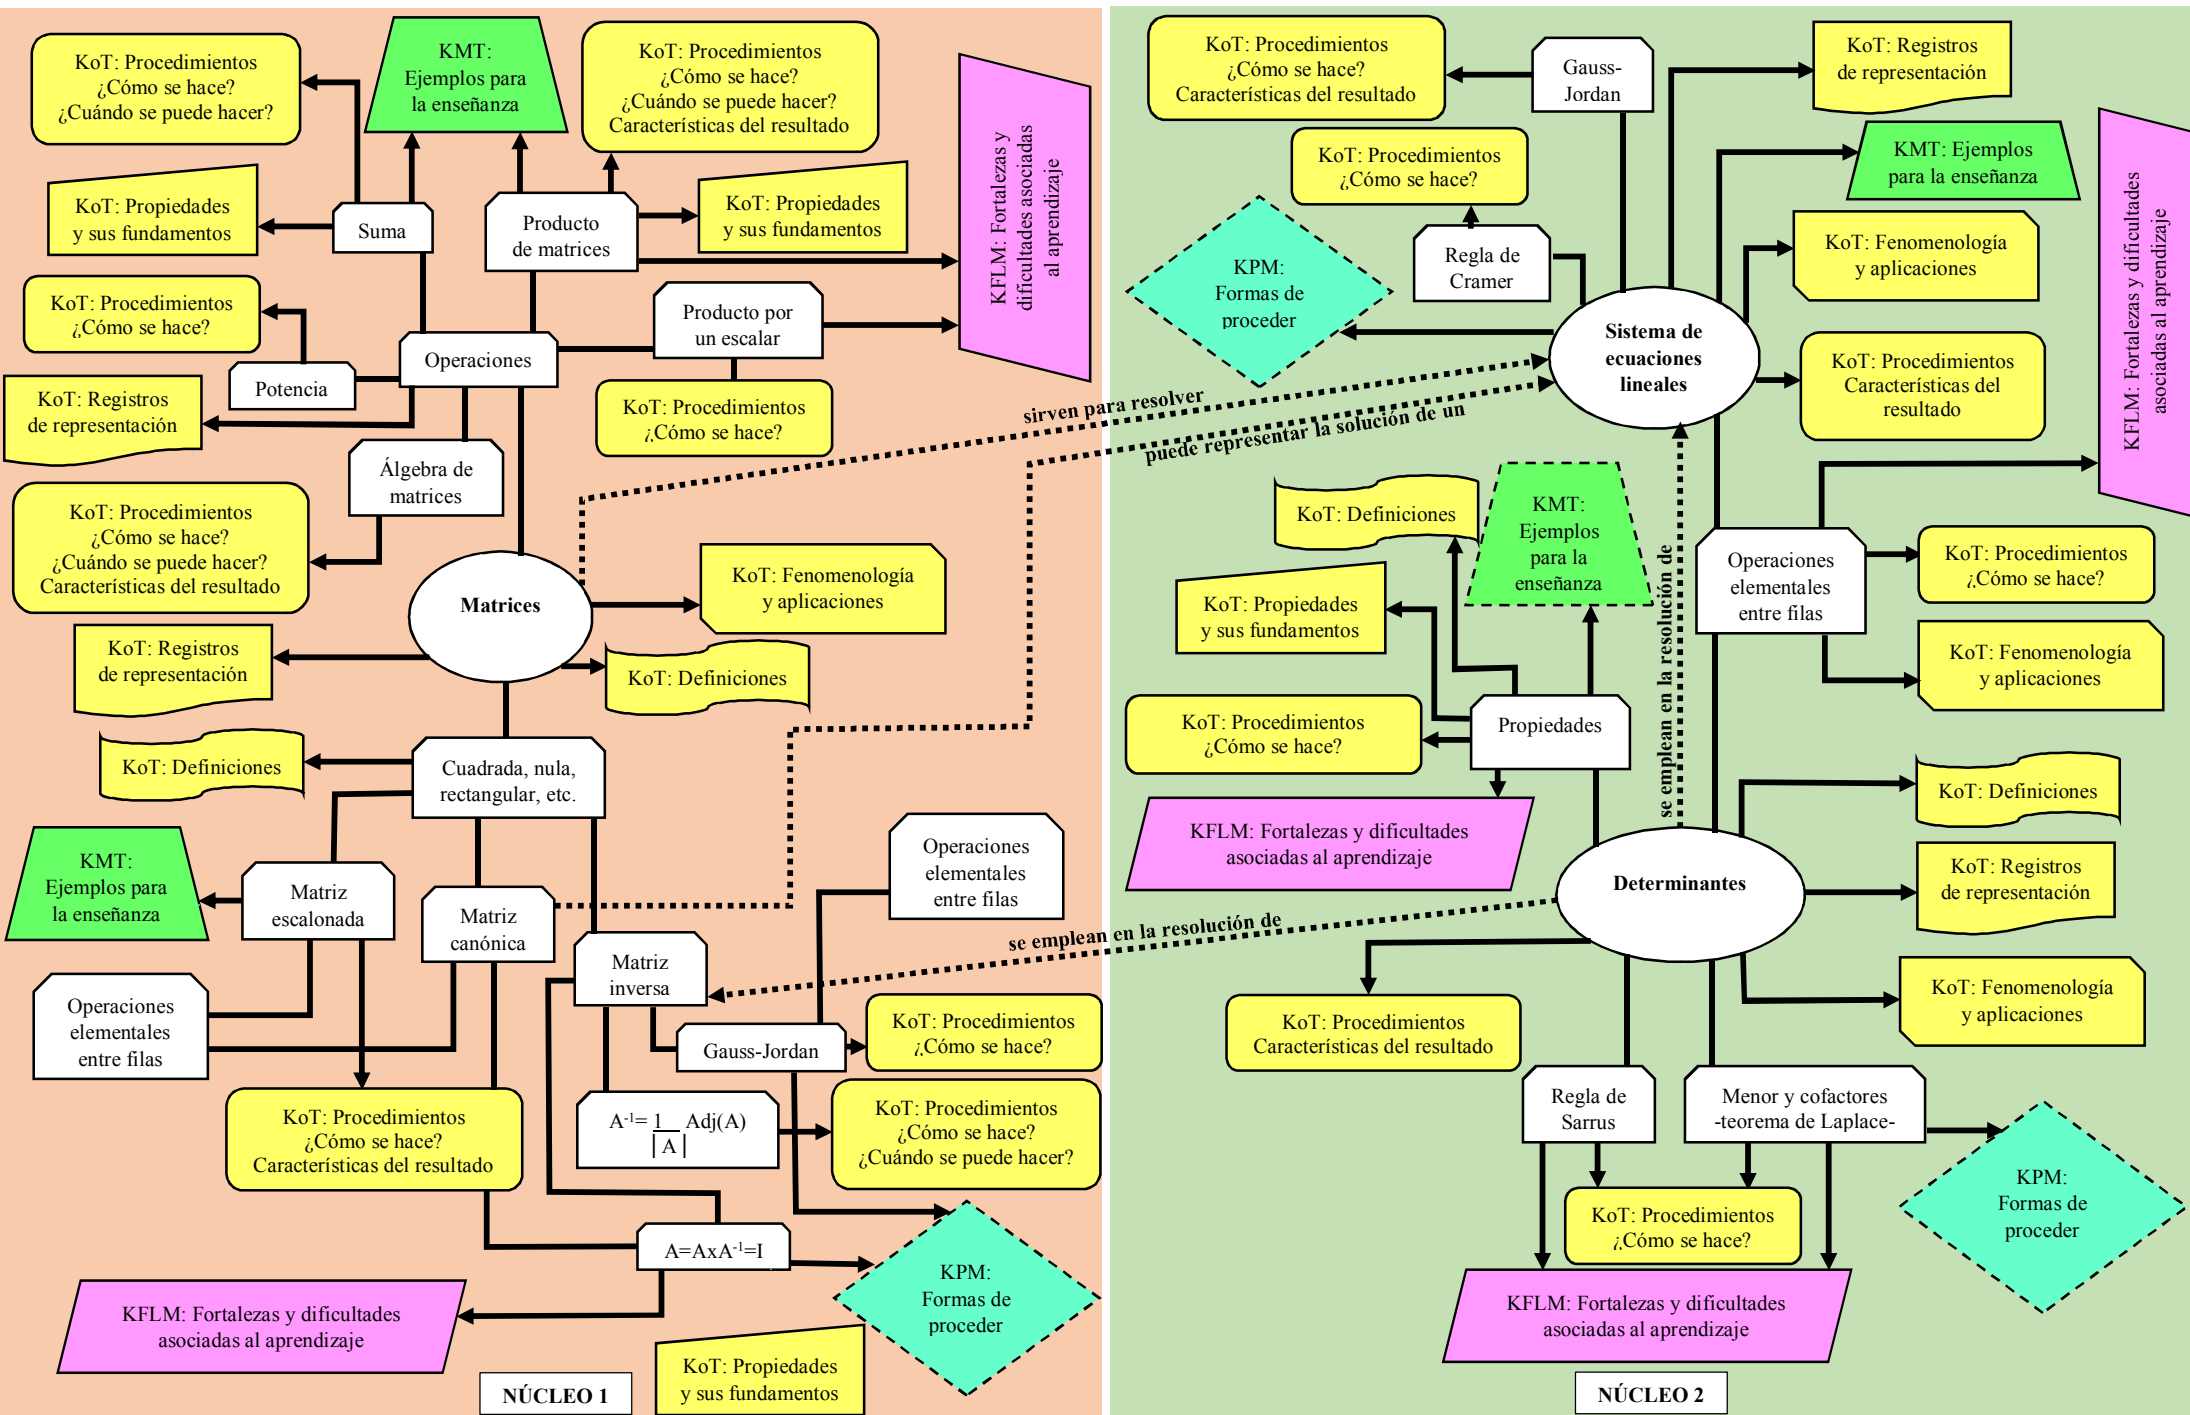 KoT: Procedimientos
¿Cómo se hace?
¿Cuándo se puede hacer?
KMT:
Ejemplos para
la enseñanza
KoT: Procedimientos
¿Cómo se hace?
¿Cuándo se puede hacer?
Características del resultado
KFLM: Fortalezas y
dificultades asociadas
al aprendizaje
KoT: Propiedades
y sus fundamentos
Suma
Producto
de matrices
KoT: Propiedades
y sus fundamentos
KoT: Procedimientos
¿Cómo se hace?
Potencia
Operaciones
Producto por
un escalar
KoT: Registros
de representación
KoT: Procedimientos
¿Cómo se hace?
Álgebra de
matrices
KoT: Procedimientos
¿Cómo se hace?
¿Cuándo se puede hacer?
Características del resultado
Matrices
KoT: Fenomenología
y aplicaciones
KoT: Registros
de representación
KoT: Definiciones
KoT: Definiciones
Cuadrada, nula,
rectangular, etc.
KMT:
Ejemplos para
la enseñanza
Matriz
escalonada
Matriz
canónica
Operaciones
elementales
entre filas
Matriz
inversa
Operaciones
elementales
entre filas
Gauss-Jordan
KoT: Procedimientos
¿Cómo se hace?
KoT: Procedimientos
¿Cómo se hace?
Características del resultado
A-1= 1 Adj(A)
|A|
KoT: Procedimientos
¿Cómo se hace?
¿Cuándo se puede hacer?
A=AxA-1=I
KPM:
Formas de
proceder
KFLM: Fortalezas y dificultades
asociadas al aprendizaje
KoT: Propiedades
y sus fundamentos
NÚCLEO 1
sirven para resolver
puede representar la solución de un
se emplean en la resolución de
KoT: Procedimientos
¿Cómo se hace?
Características del resultado
Gauss-
Jordan
KoT: Registros
de representación
KoT: Procedimientos
¿Cómo se hace?
KMT: Ejemplos
para la enseñanza
KFLM: Fortalezas y dificultades
asociadas al aprendizaje
KPM:
Formas de
proceder
Regla de
Cramer
KoT: Fenomenología
y aplicaciones
Sistema de
ecuaciones
lineales
KoT: Procedimientos
Características del
resultado
KoT: Definiciones
KMT:
Ejemplos
para la
enseñanza
Operaciones
elementales
entre filas
KoT: Procedimientos
¿Cómo se hace?
KoT: Propiedades
y sus fundamentos
se emplean en la resolución de
KoT: Fenomenología
y aplicaciones
KoT: Procedimientos
¿Cómo se hace?
Propiedades
KFLM: Fortalezas y dificultades
asociadas al aprendizaje
KoT: Definiciones
Determinantes
KoT: Registros
de representación
KoT: Procedimientos
Características del resultado
KoT: Fenomenología
y aplicaciones
Regla de
Sarrus
Menor y cofactores
-teorema de Laplace-
KoT: Procedimientos
¿Cómo se hace?
KPM:
Formas de
proceder
KFLM: Fortalezas y dificultades
asociadas al aprendizaje
NÚCLEO 2